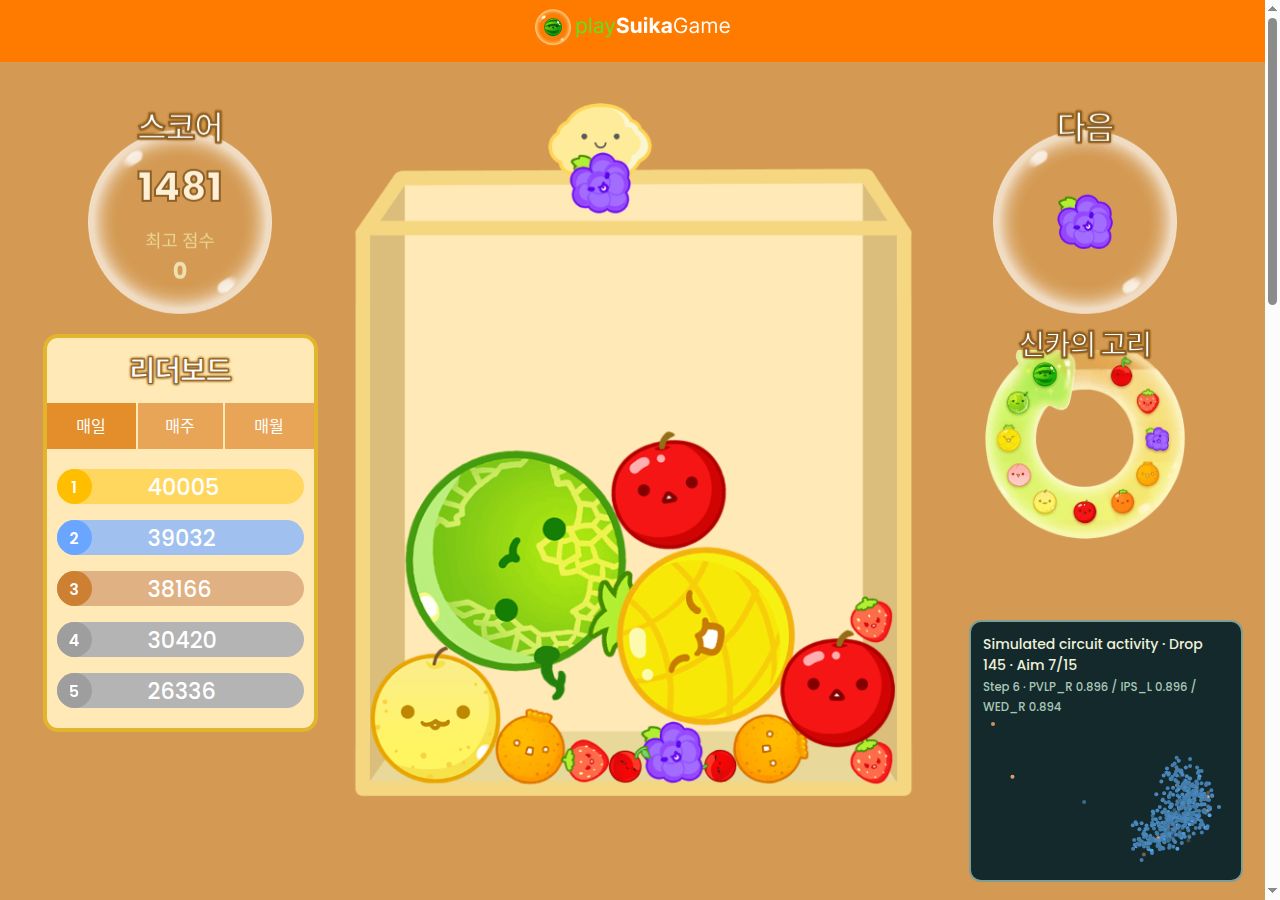 playSuikaGame
스코어
1481
최고 점수
0
다음
신카의 고리
리더보드
매일 매주 매월
1 40005
2 39032
3 38166
4 30420
5 26336
Simulated circuit activity · Drop
145 · Aim 7/15
Step 6 · PVLP_R 0.896 / IPS_L 0.896 /
WED_R 0.894